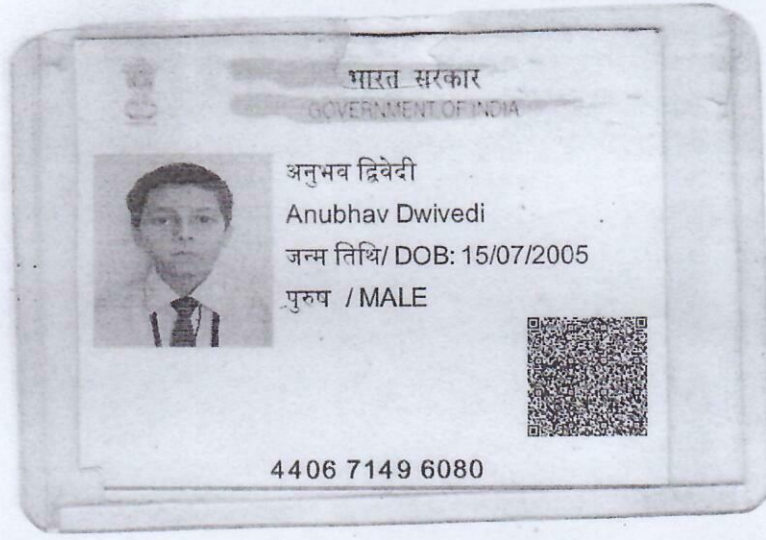 भारत सरकार
GOVERNMENT OF INDIA
अनुभव द्विवेदी
Anubhav Dwivedi
जन्म तिथि/ DOB: 15/07/2005
पुरुष / MALE
4406 7149 6080